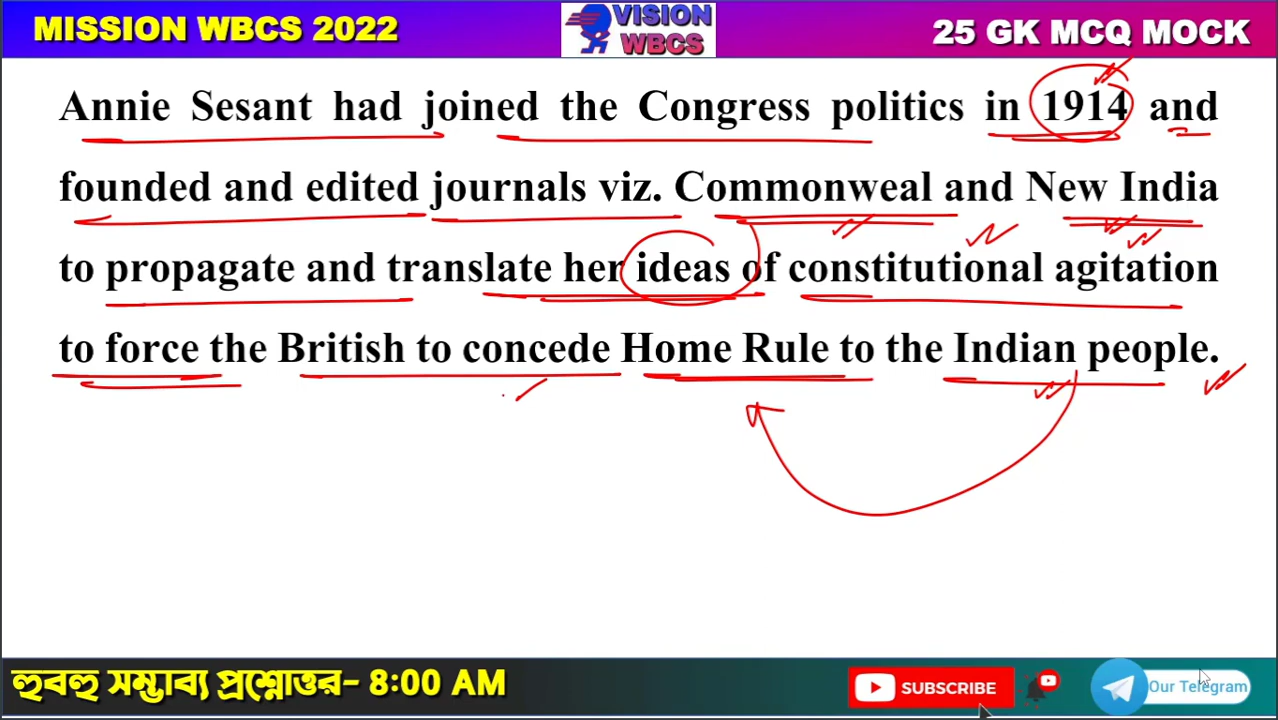 MISSION WBCS 2022
VISION
WBCS
25 GK MCQ MOCK
Annie Sesant had joined the Congress politics in 1914 and
founded and edited journals viz. Commonweal and New India
to propagate and translate her ideas of constitutional agitation
to force the British to concede Home Rule to the Indian people.
হুবহু সম্ভাব্য প্রশ্নোত্তর- 8:00 AM
SUBSCRIBE
Our Telegram